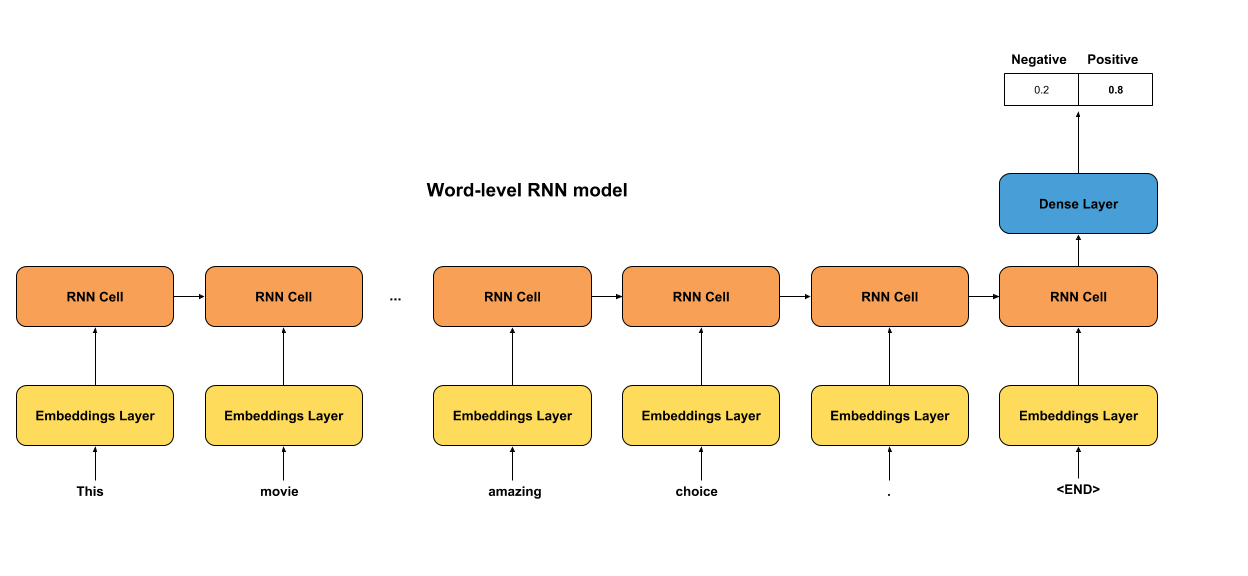 Negative Positive
0.2 0.8
Word-level RNN model
Dense Layer
RNN Cell RNN Cell ... RNN Cell RNN Cell RNN Cell RNN Cell
Embeddings Layer Embeddings Layer Embeddings Layer Embeddings Layer Embeddings Layer Embeddings Layer
This movie amazing choice . <END>